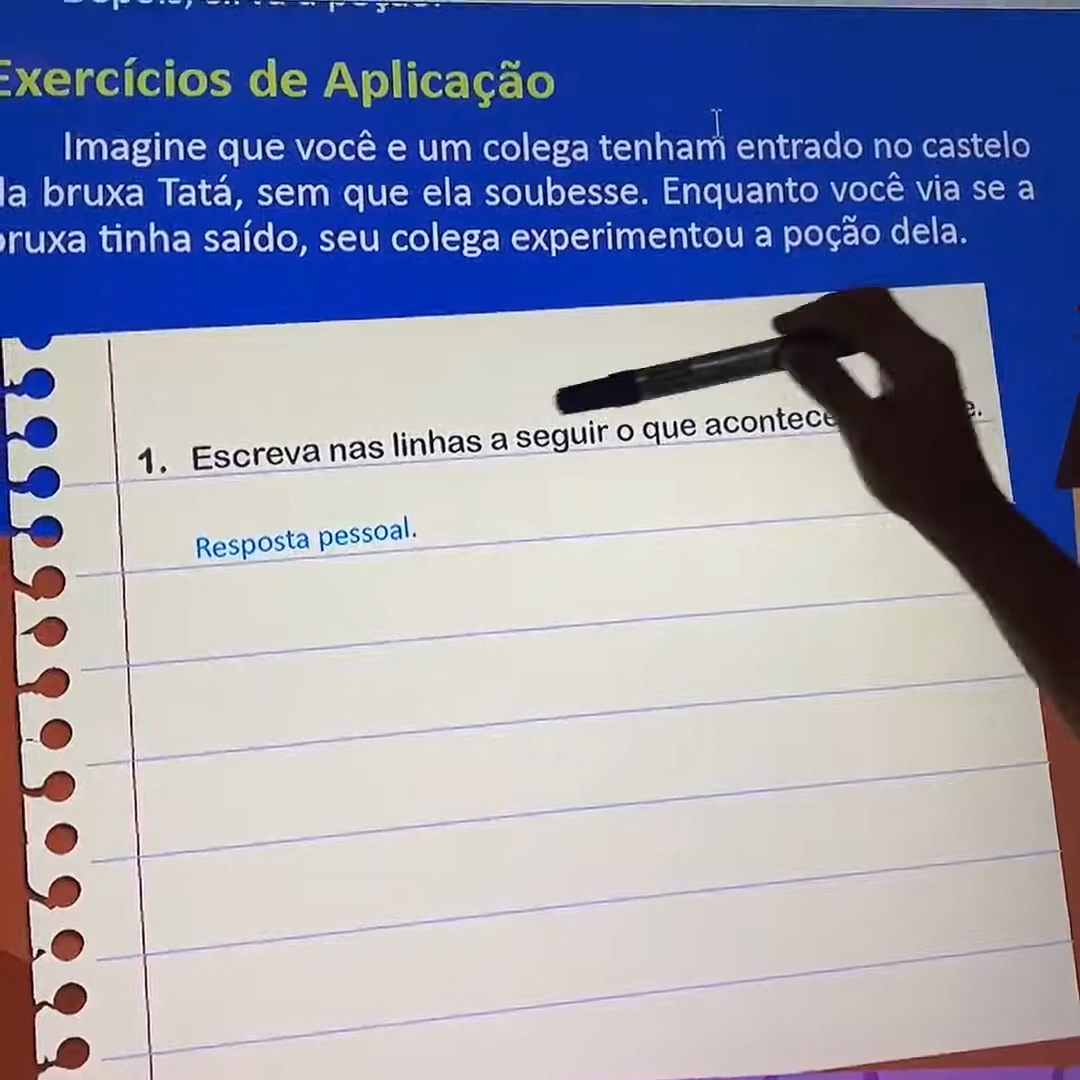 Exercícios de Aplicação
Imagine que você e um colega tenham entrado no castelo
da bruxa Tatá, sem que ela soubesse. Enquanto você via se a
bruxa tinha saído, seu colega experimentou a poção dela.
1. Escreva nas linhas a seguir o que
Resposta pessoal.